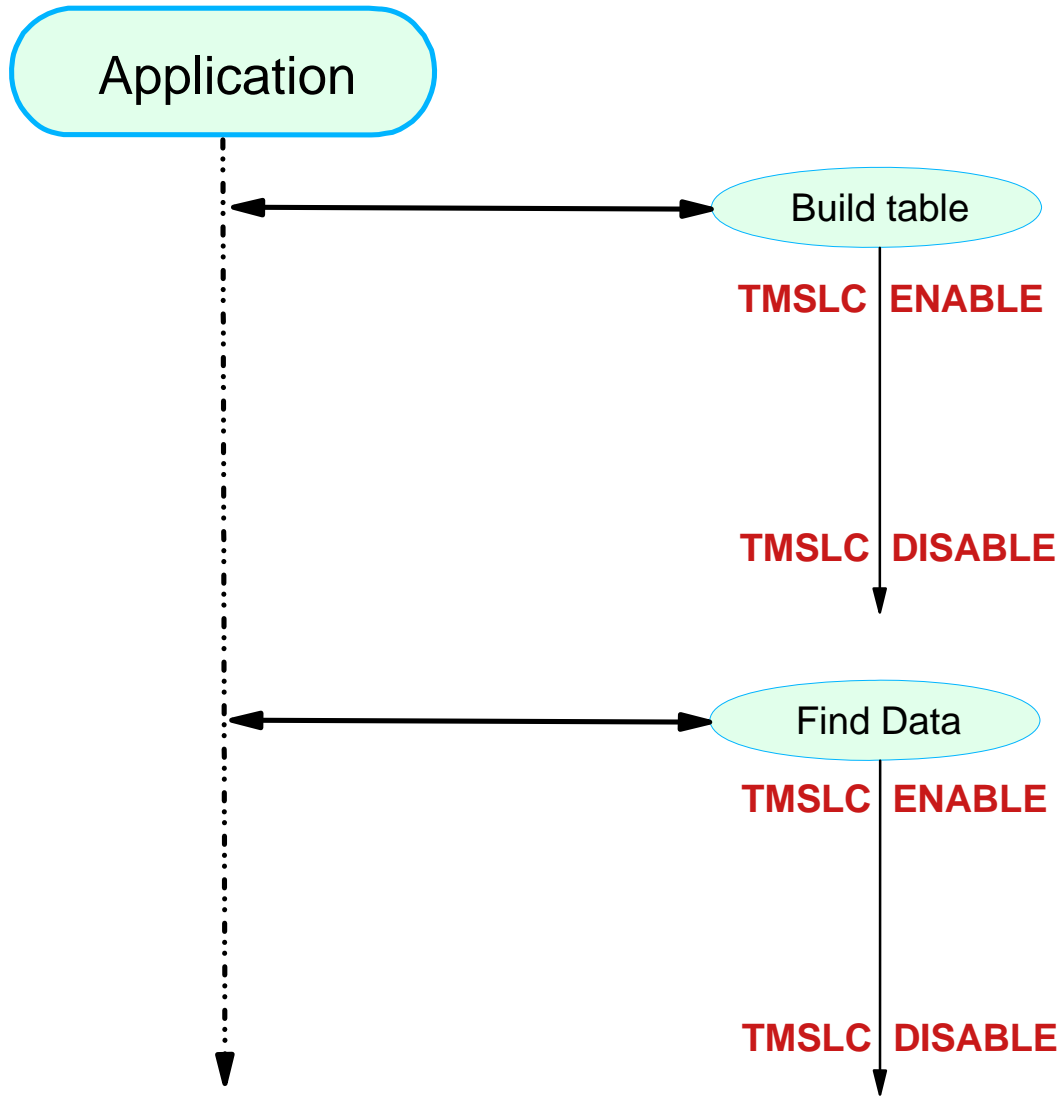 Application
Build table
TMSLC ENABLE
TMSLC DISABLE
Find Data
TMSLC ENABLE
TMSLC DISABLE